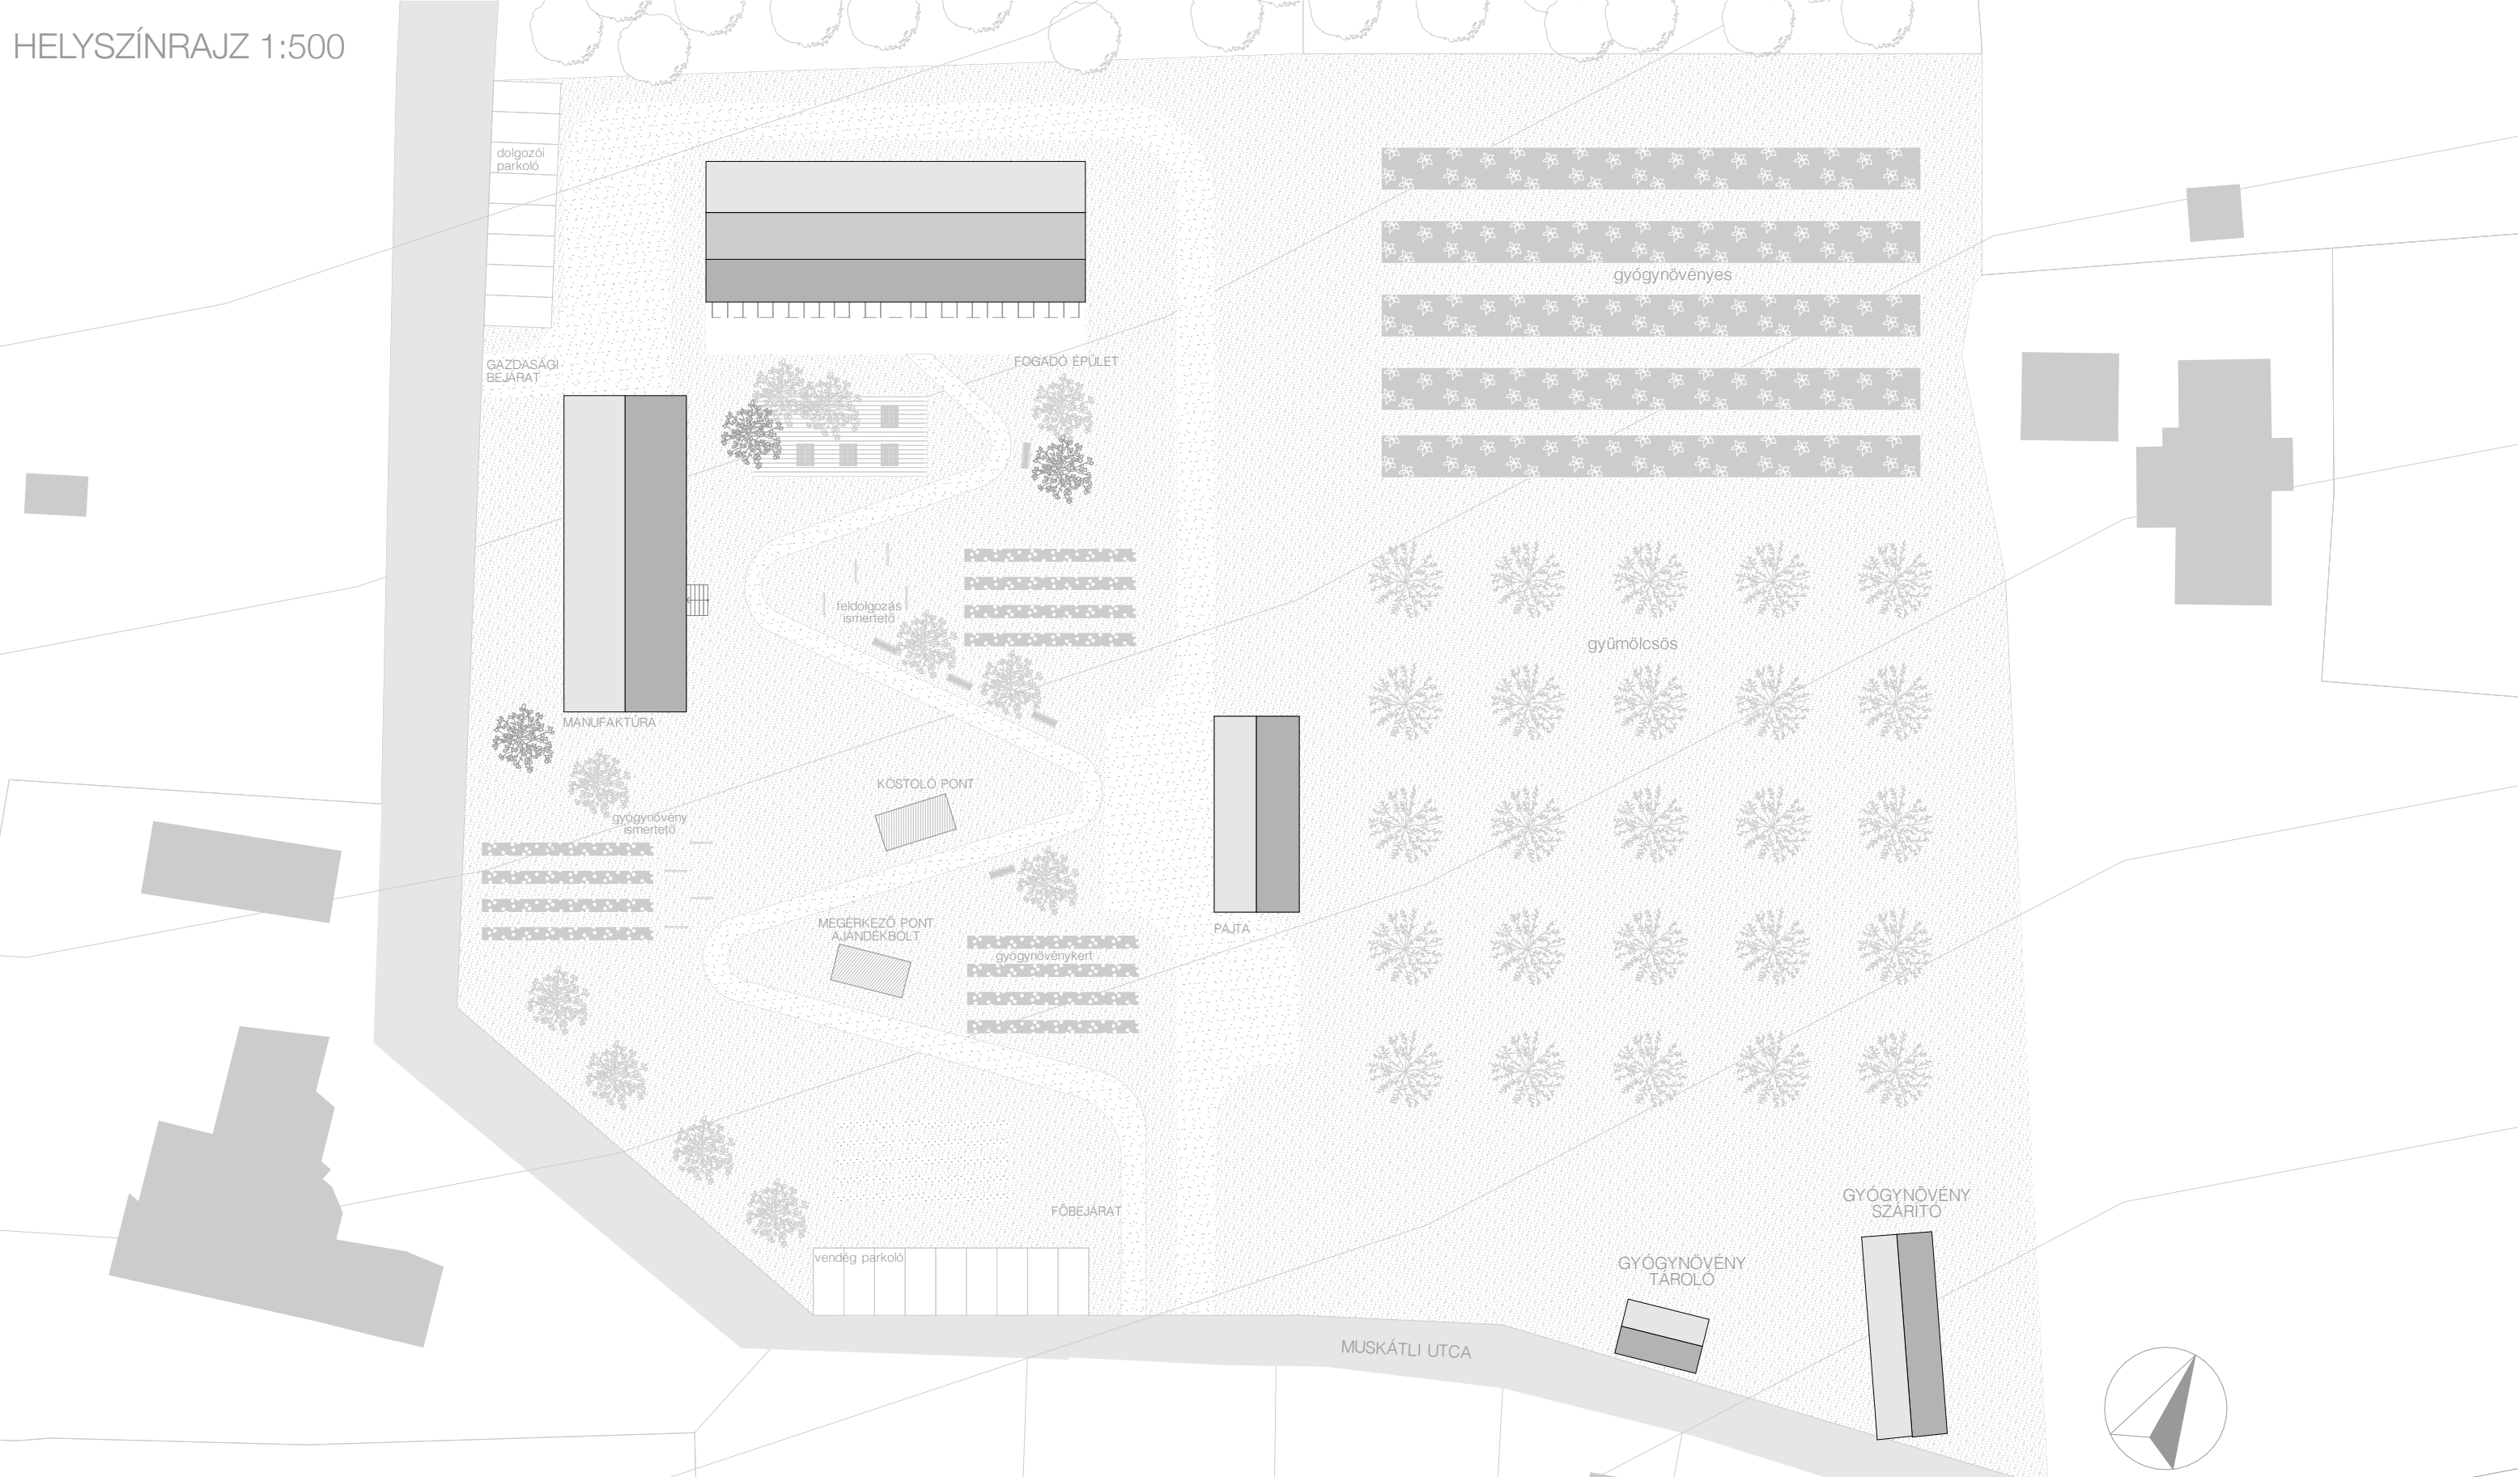 HELYSZÍNRAJZ 1:500
dolgozói
parkoló
gyógynövényes
GAZDASÁGI
BEJÁRAT
FOGADÓ ÉPÜLET
feldolgozás
ismertető
gyümölcsös
MANUFAKTÚRA
KÓSTOLÓ PONT
gyógynövény
ismertető
MEGÉRKEZŐ PONT
AJÁNDÉKBOLT
PAJTA
gyógynövénykert
FŐBEJÁRAT
GYÓGYNÖVÉNY
SZÁRÍTÓ
vendég parkoló
GYÓGYNÖVÉNY
TÁROLÓ
MUSKÁTLI UTCA